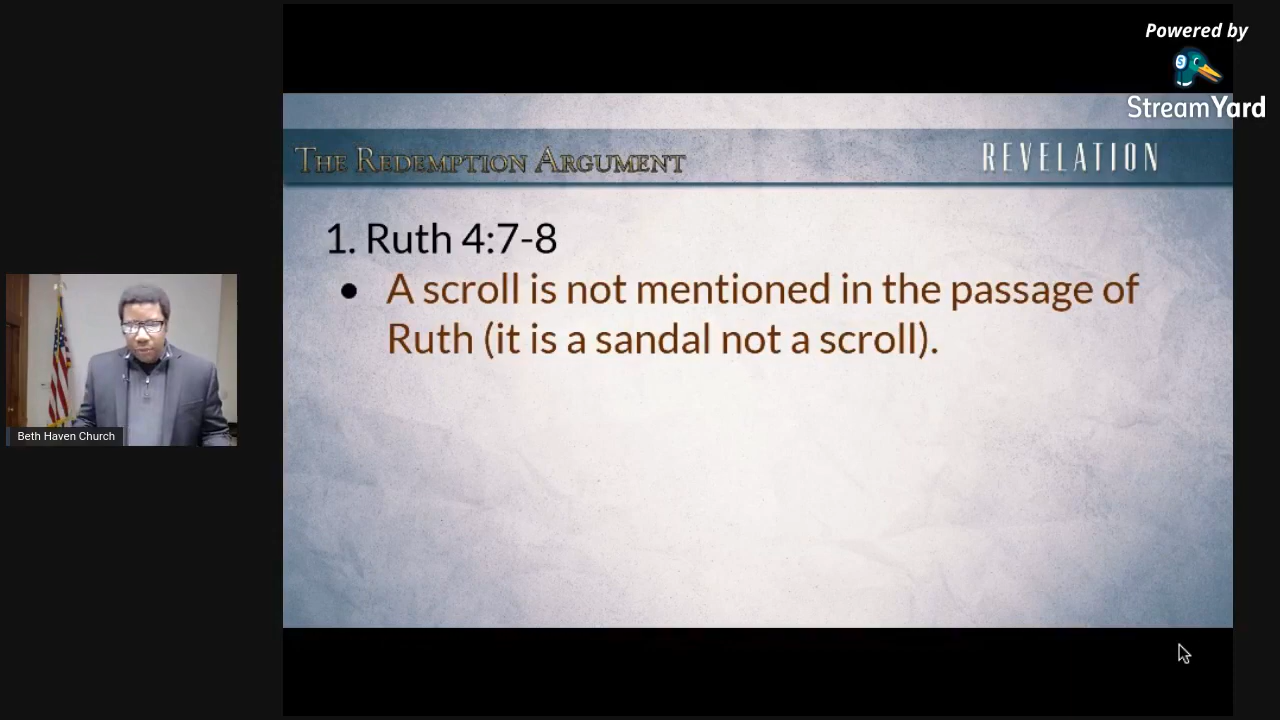 Powered by
StreamYard
THE REDEMPTION ARGUMENT
REVELATION
1. Ruth 4:7-8
● A scroll is not mentioned in the passage of
Ruth (it is a sandal not a scroll).
Beth Haven Church